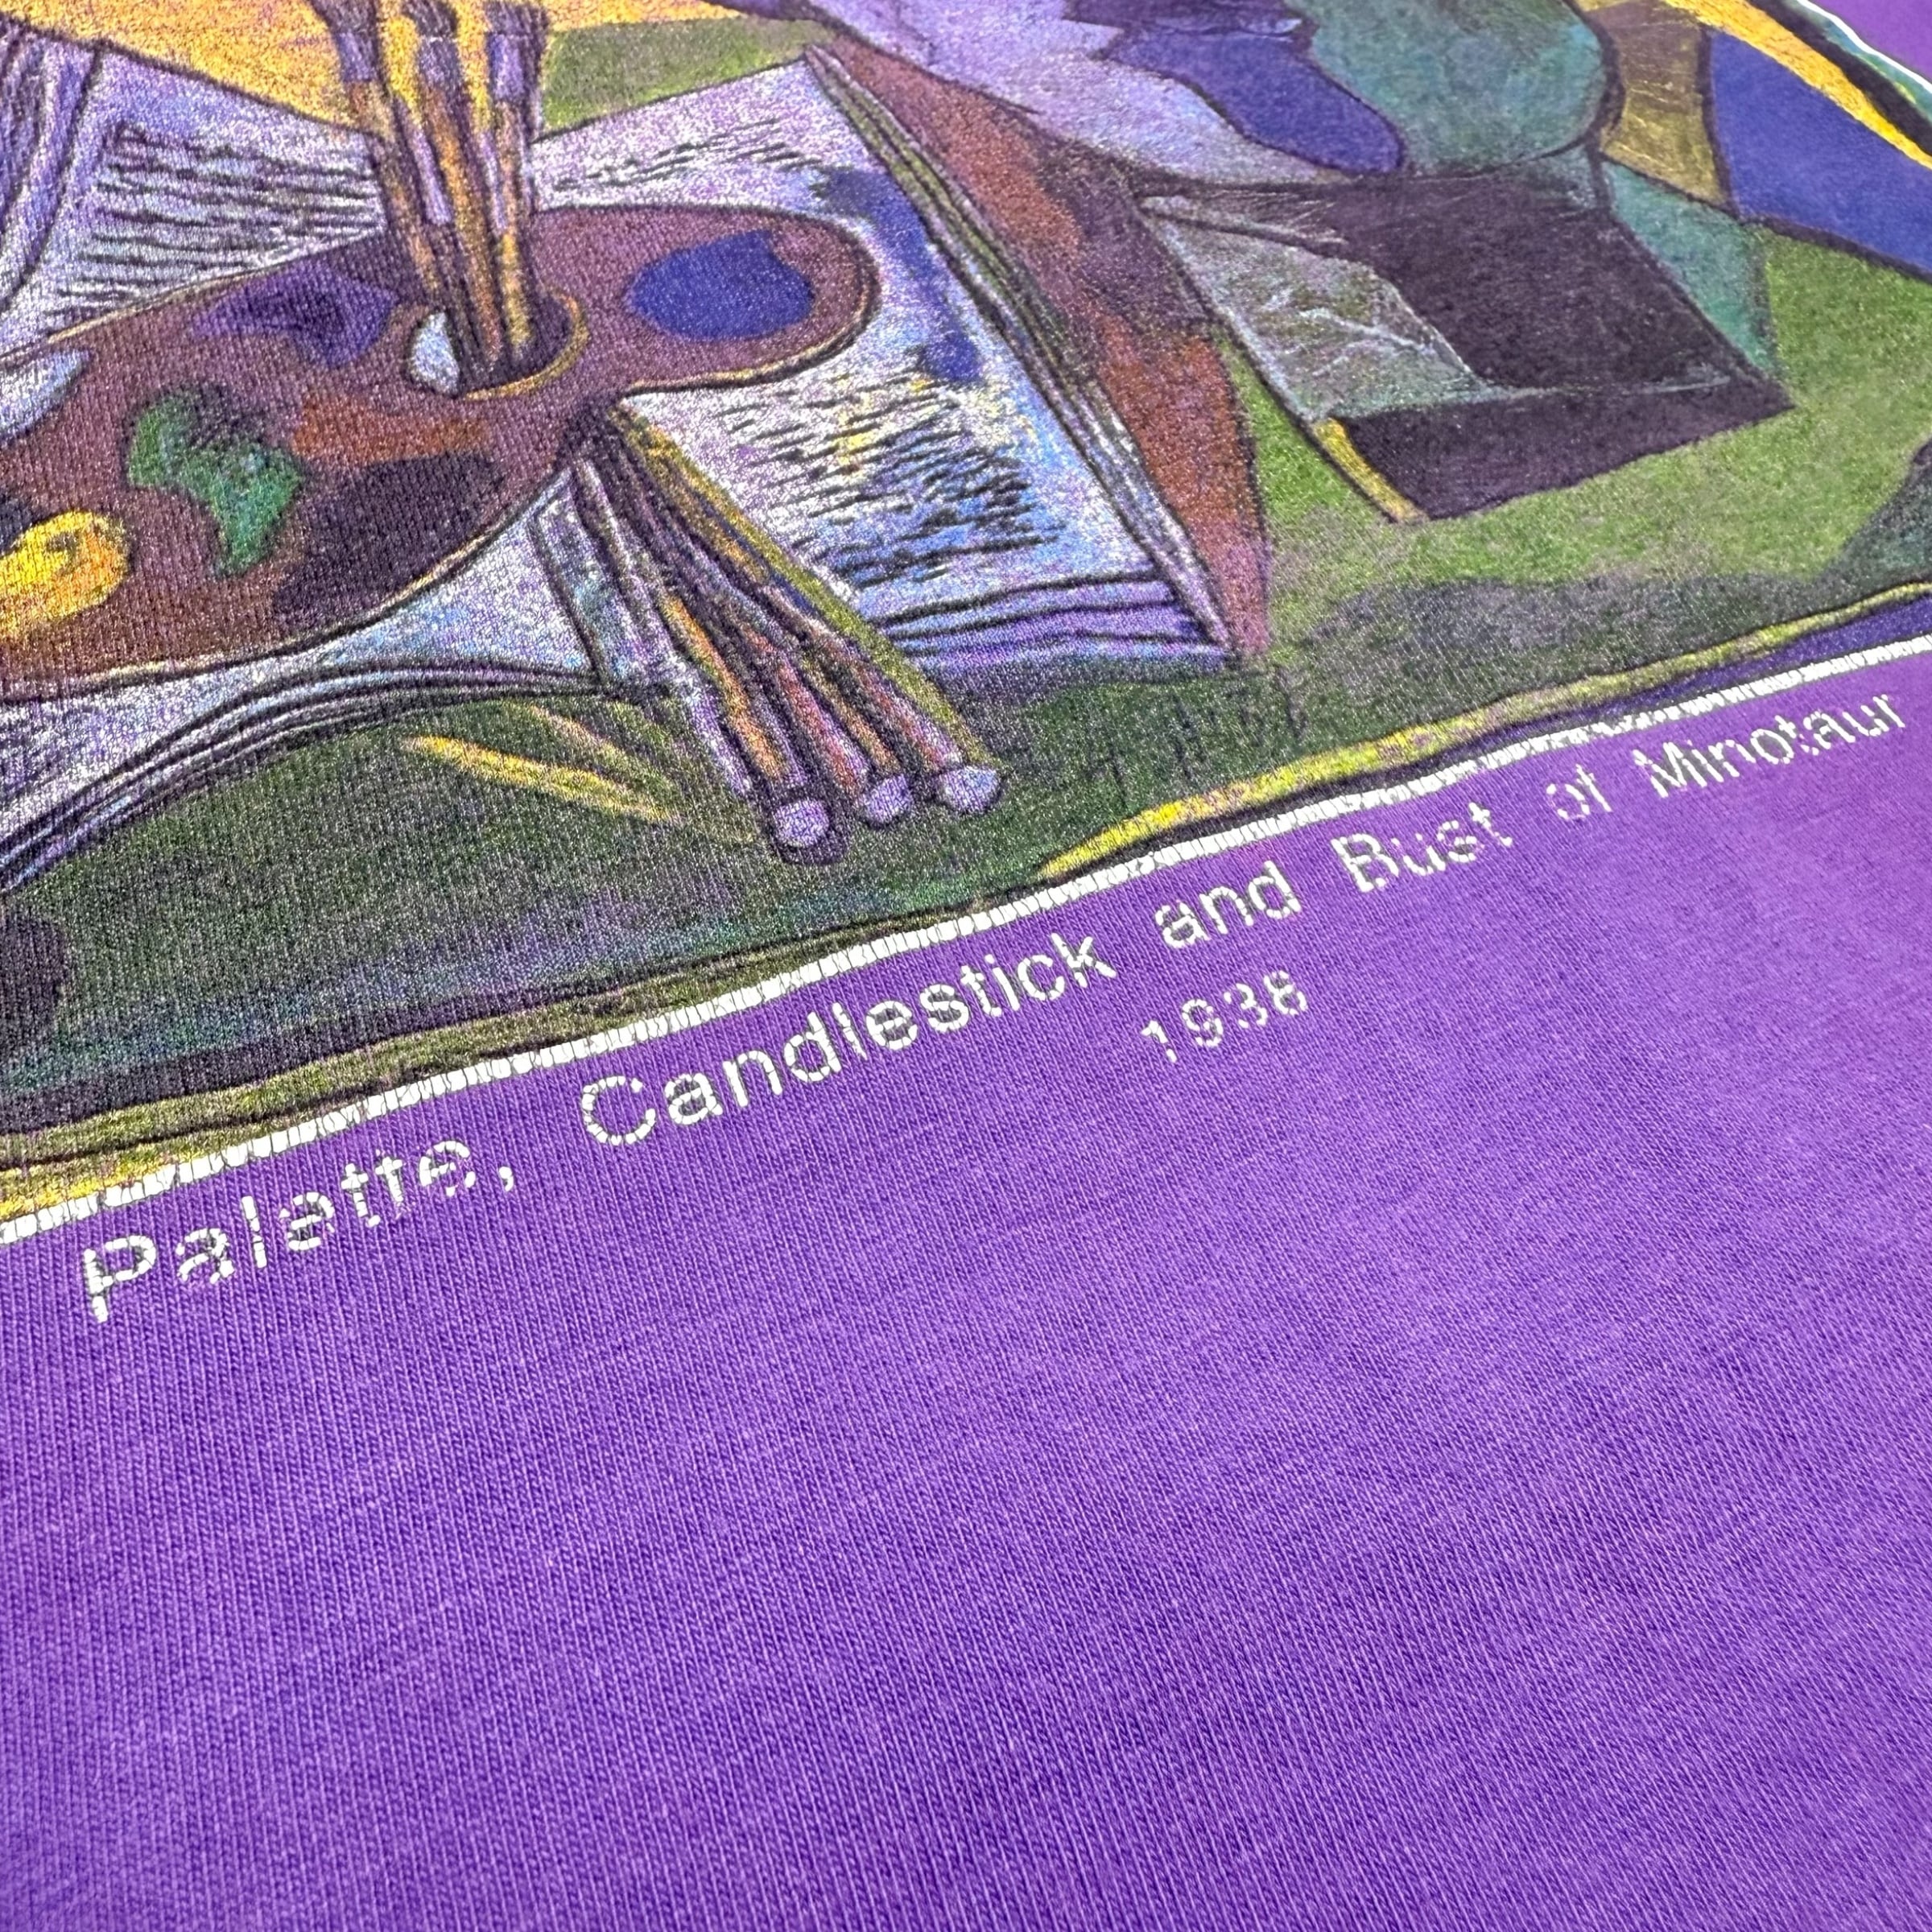 Palette, Candlestick and Bust of Minotaur
1938